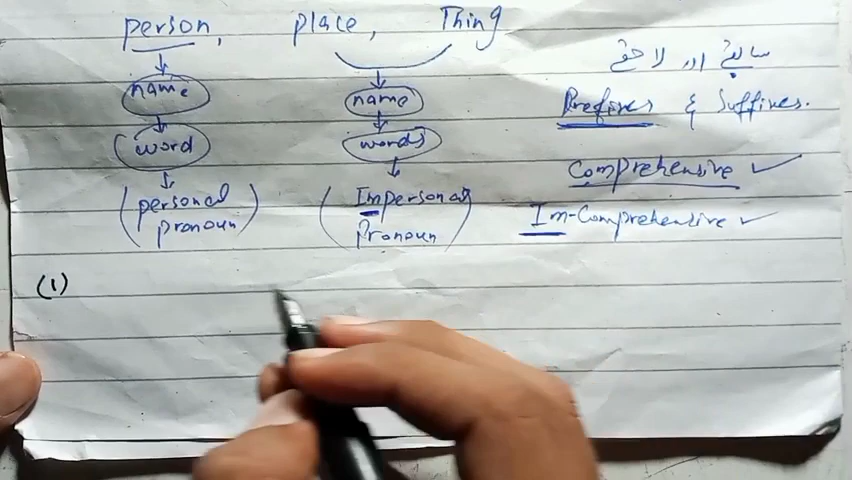 person, place, Thing
name name
word words
(personal pronoun) (Impersonal Pronoun)
سابقے اور لاحقے
Prefixes & Suffixes.
Comprehensive ✓
Im-Comprehensive ✓
(1)